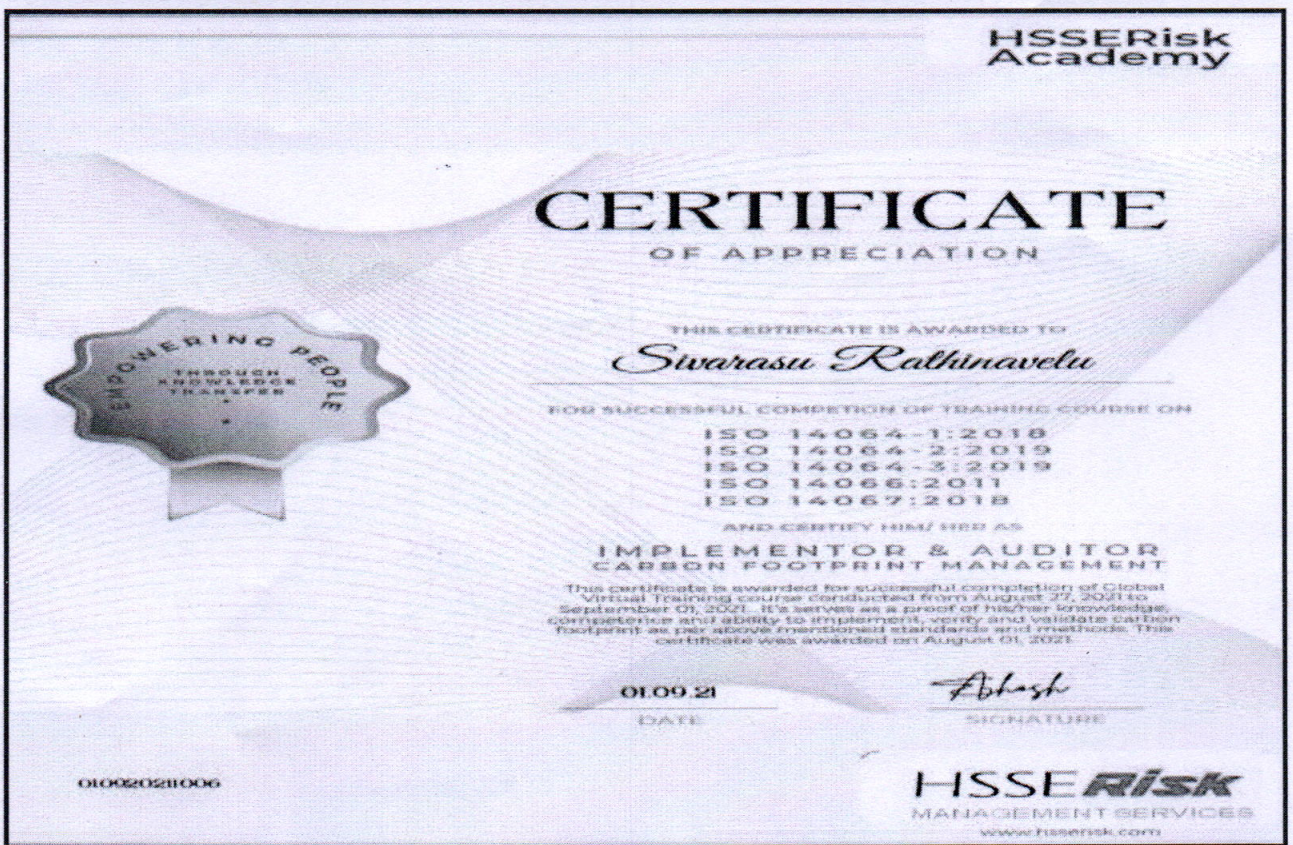 HSSERisk
Academy
CERTIFICATE
OF APPRECIATION
THIS CERTIFICATE IS AWARDED TO
Sivarasu Rathinavelu
EMPOWERING PEOPLE
THROUGH
KNOWLEDGE
TRANSFER
FOR SUCCESSFUL COMPETION OF TRAINING COURSE ON
ISO 14064-1:2018
ISO 14064-2:2019
ISO 14064-3:2019
ISO 14066:2011
ISO 14067:2018
AND CERTIFY HIM/ HER AS
IMPLEMENTOR & AUDITOR
CARBON FOOTPRINT MANAGEMENT
This certificate is awarded for successful completion of Global
Virtual Training course conducted from August 27, 2021 to
September 01, 2021. It's serves as a proof of his/her knowledge,
competence and ability to implement, verify and validate carbon
footprint as per above mentioned standards and methods. This
certificate was awarded on August 01, 2021
01.09.21
Abhash
DATE
SIGNATURE
010920211006
HSSERisk
MANAGEMENT SERVICES
www.hsserisk.com